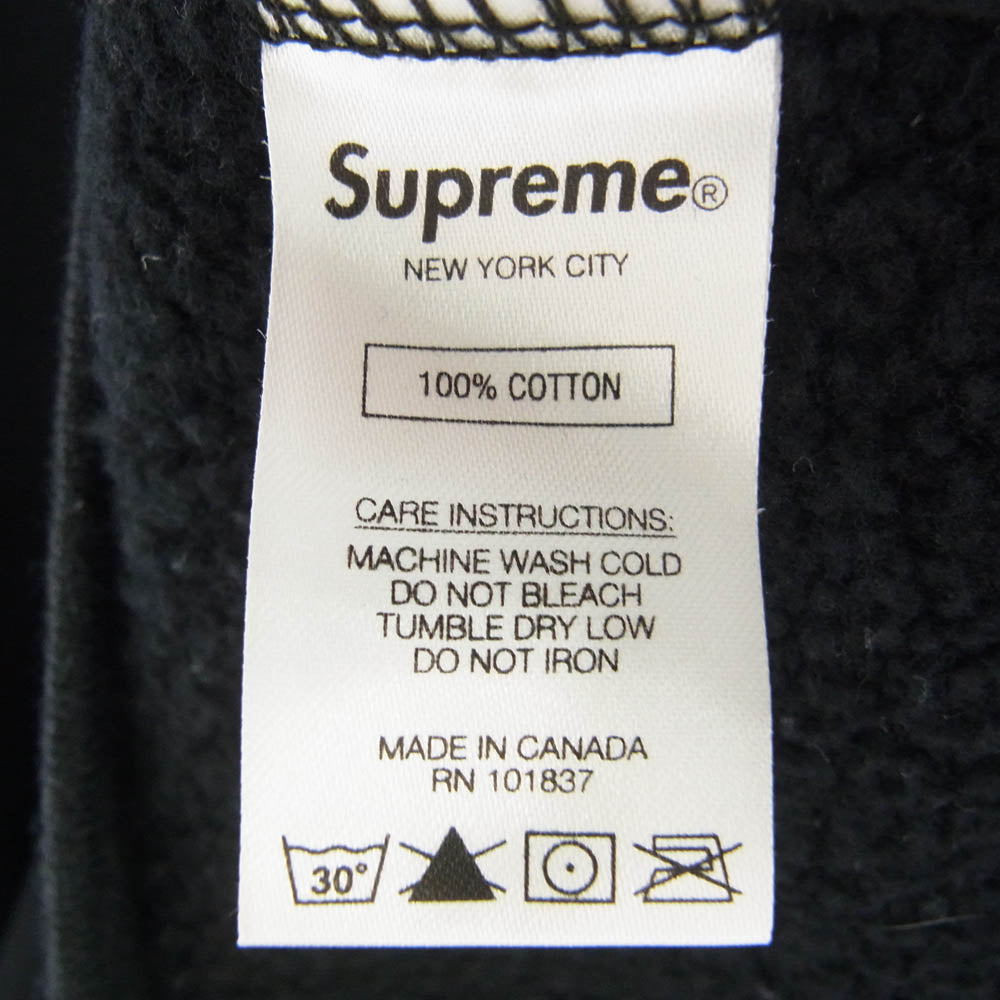 Supreme®
NEW YORK CITY
100% COTTON
CARE INSTRUCTIONS:
MACHINE WASH COLD
DO NOT BLEACH
TUMBLE DRY LOW
DO NOT IRON
MADE IN CANADA
RN 101837
30°